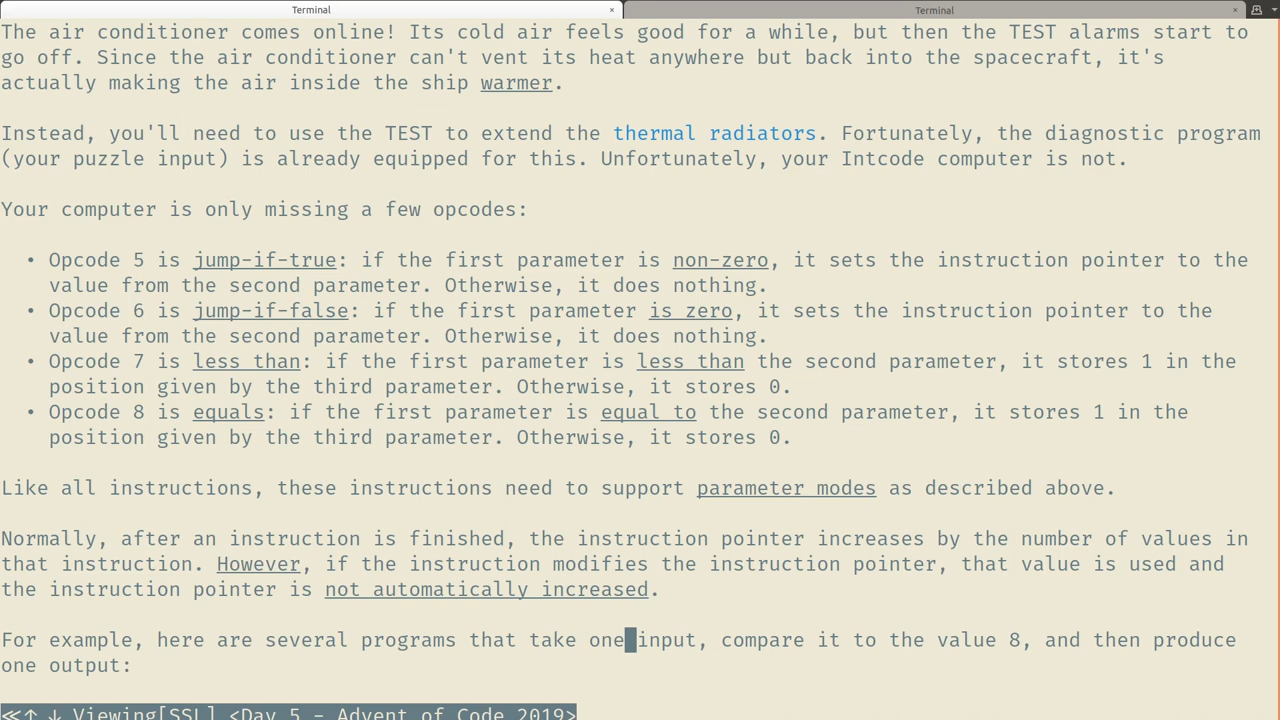 Terminal × Terminal ×
The air conditioner comes online! Its cold air feels good for a while, but then the TEST alarms start to
go off. Since the air conditioner can't vent its heat anywhere but back into the spacecraft, it's
actually making the air inside the ship warmer.
Instead, you'll need to use the TEST to extend the thermal radiators. Fortunately, the diagnostic program
(your puzzle input) is already equipped for this. Unfortunately, your Intcode computer is not.
Your computer is only missing a few opcodes:
• Opcode 5 is jump-if-true: if the first parameter is non-zero, it sets the instruction pointer to the
value from the second parameter. Otherwise, it does nothing.
• Opcode 6 is jump-if-false: if the first parameter is zero, it sets the instruction pointer to the
value from the second parameter. Otherwise, it does nothing.
• Opcode 7 is less than: if the first parameter is less than the second parameter, it stores 1 in the
position given by the third parameter. Otherwise, it stores 0.
• Opcode 8 is equals: if the first parameter is equal to the second parameter, it stores 1 in the
position given by the third parameter. Otherwise, it stores 0.
Like all instructions, these instructions need to support parameter modes as described above.
Normally, after an instruction is finished, the instruction pointer increases by the number of values in
that instruction. However, if the instruction modifies the instruction pointer, that value is used and
the instruction pointer is not automatically increased.
For example, here are several programs that take one input, compare it to the value 8, and then produce
one output:
≪↑ ↓ Viewing[SSL] <Day 5 - Advent of Code 2019>